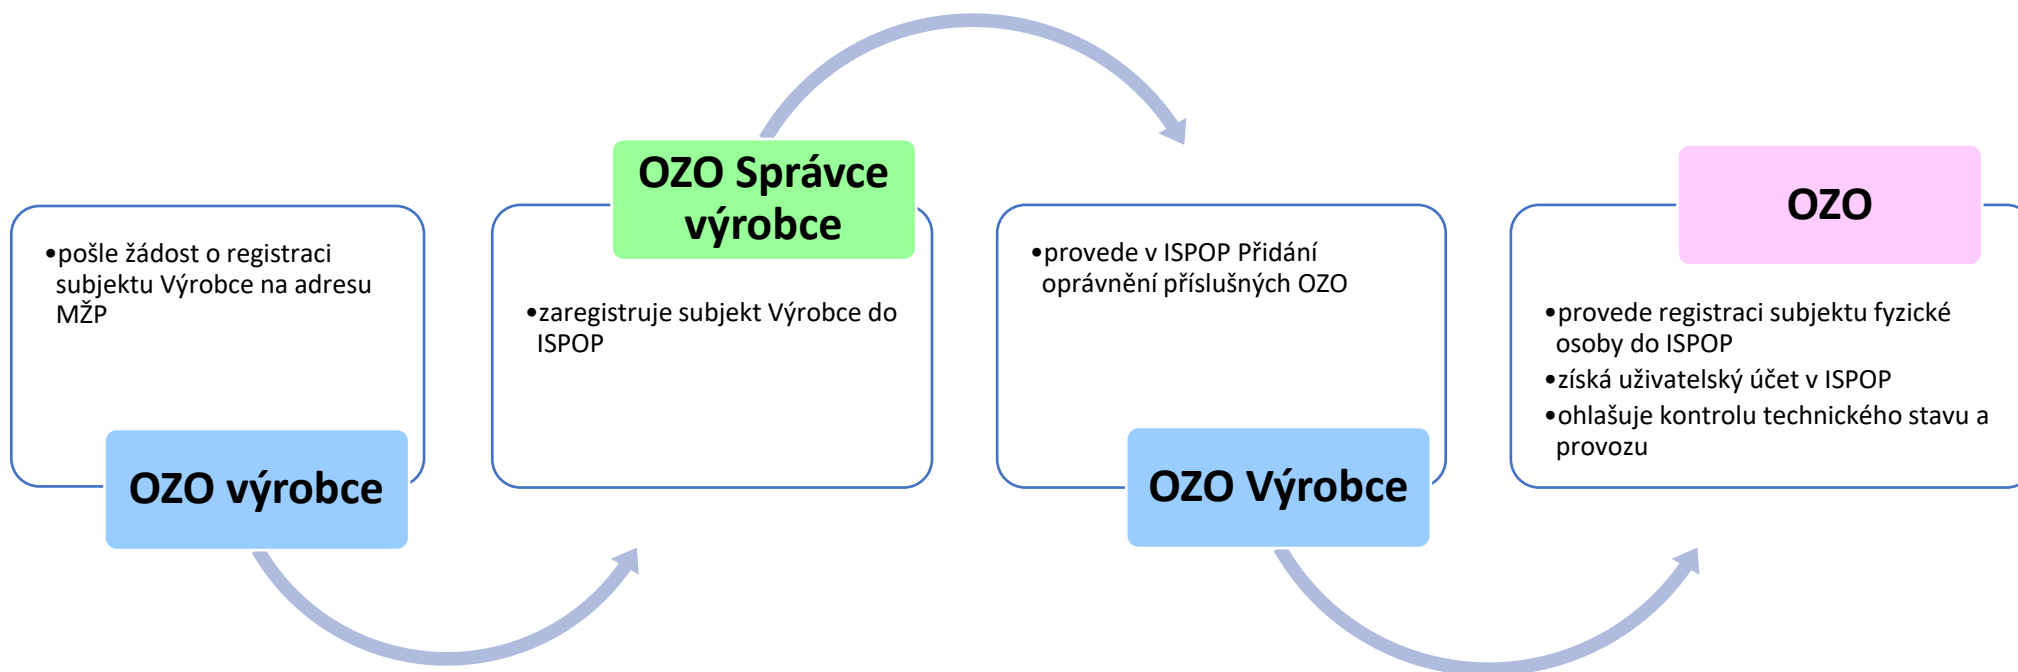 •pošle žádost o registraci
subjektu Výrobce na adresu
MŽP
OZO výrobce
OZO Správce
výrobce
•zaregistruje subjekt Výrobce do
ISPOP
•provede v ISPOP Přidání
oprávnění příslušných OZO
OZO Výrobce
OZO
•provede registraci subjektu fyzické
osoby do ISPOP
•získá uživatelský účet v ISPOP
•ohlašuje kontrolu technického stavu a
provozu